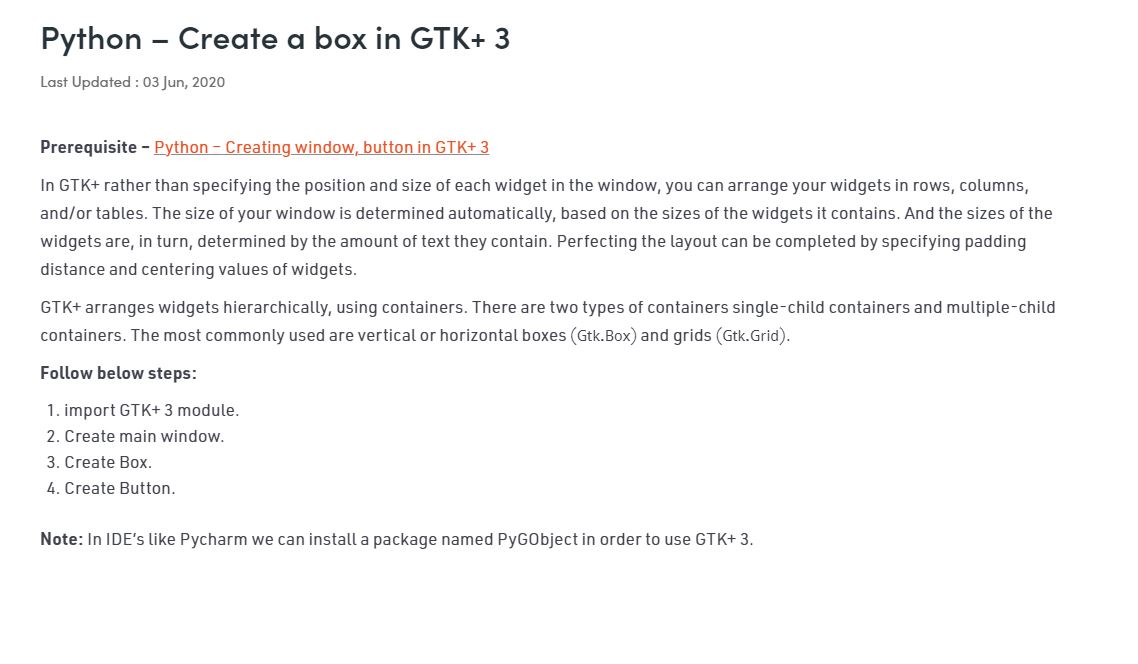 Python – Create a box in GTK+ 3
Last Updated : 03 Jun, 2020
Prerequisite – Python – Creating window, button in GTK+ 3
In GTK+ rather than specifying the position and size of each widget in the window, you can arrange your widgets in rows, columns,
and/or tables. The size of your window is determined automatically, based on the sizes of the widgets it contains. And the sizes of the
widgets are, in turn, determined by the amount of text they contain. Perfecting the layout can be completed by specifying padding
distance and centering values of widgets.
GTK+ arranges widgets hierarchically, using containers. There are two types of containers single-child containers and multiple-child
containers. The most commonly used are vertical or horizontal boxes (Gtk.Box) and grids (Gtk.Grid).
Follow below steps:
1. import GTK+ 3 module.
2. Create main window.
3. Create Box.
4. Create Button.
Note: In IDE’s like Pycharm we can install a package named PyGObject in order to use GTK+ 3.